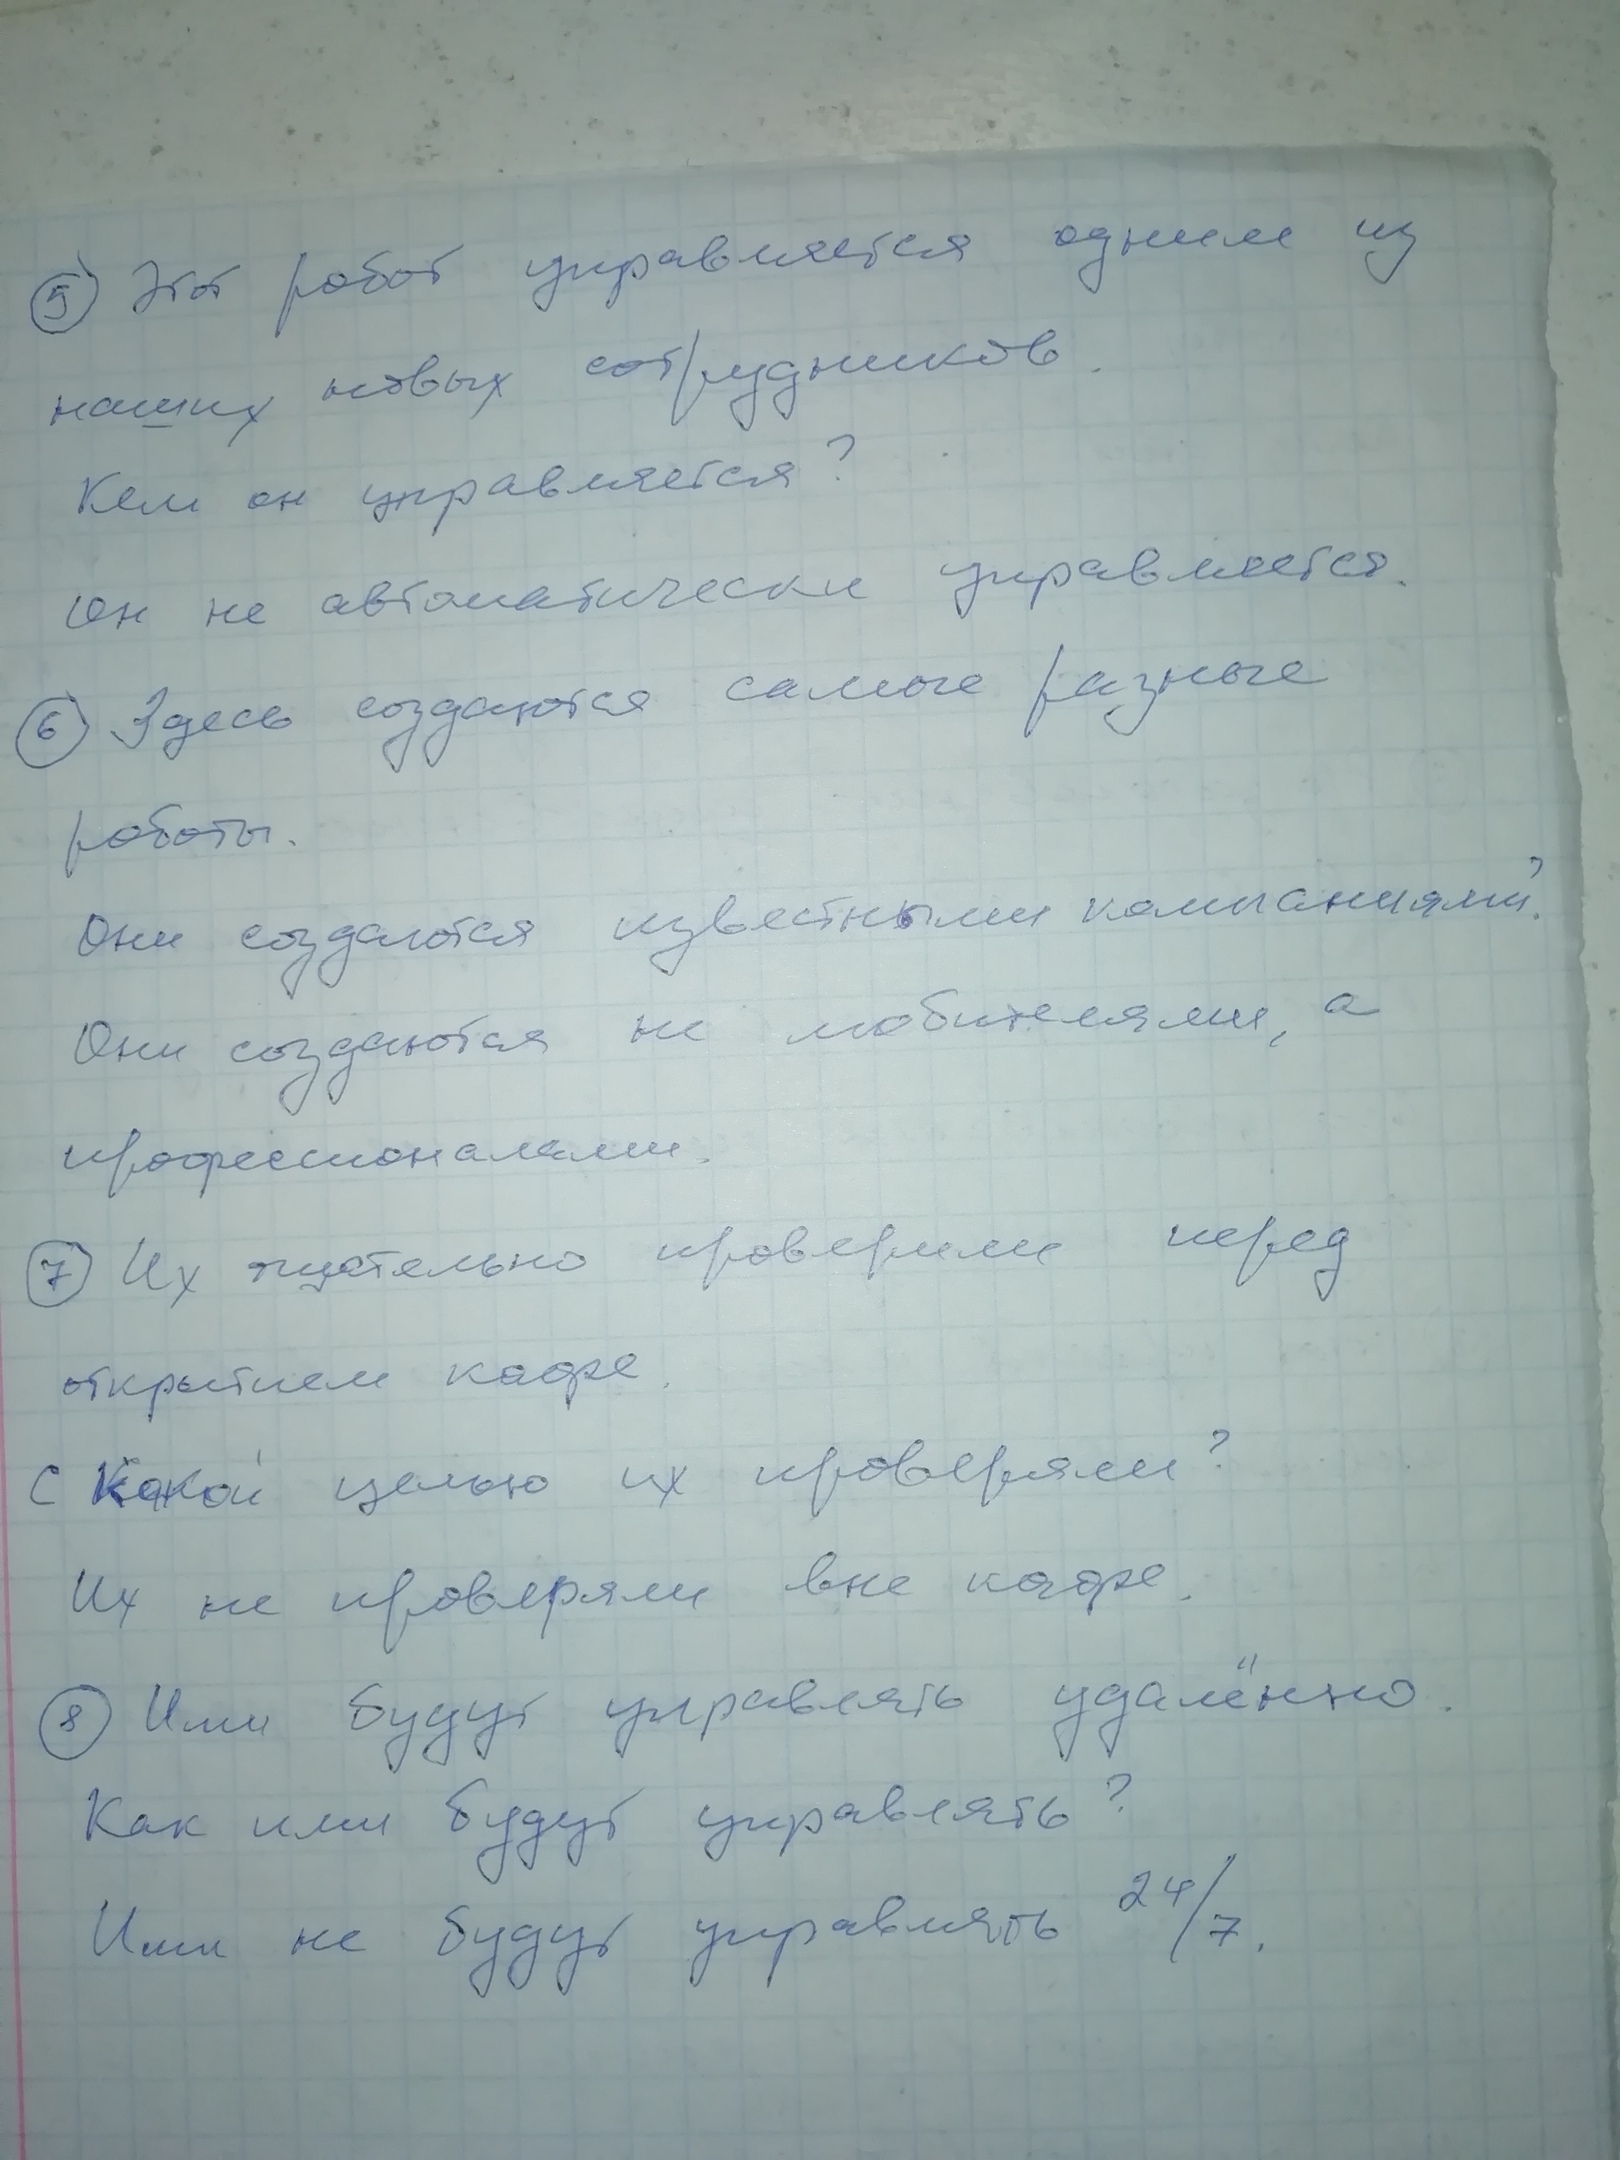 5) Этот робот управляется одним из
наших новых сотрудников.
Кем он управляется?
Он не автоматически управляется.
6 Здесь создаются самые разные
роботы.
Они создаются известными компаниями?
Они создаются не любителями, а
профессионалами.
7 Их тщательно проверили перед
открытием кафе.
С какой целью их проверяли?
Их не проверяли вне кафе.
8 Ими будут управлять удалённо.
Как ими будут управлять?
Ими не будут управлять 24/7.